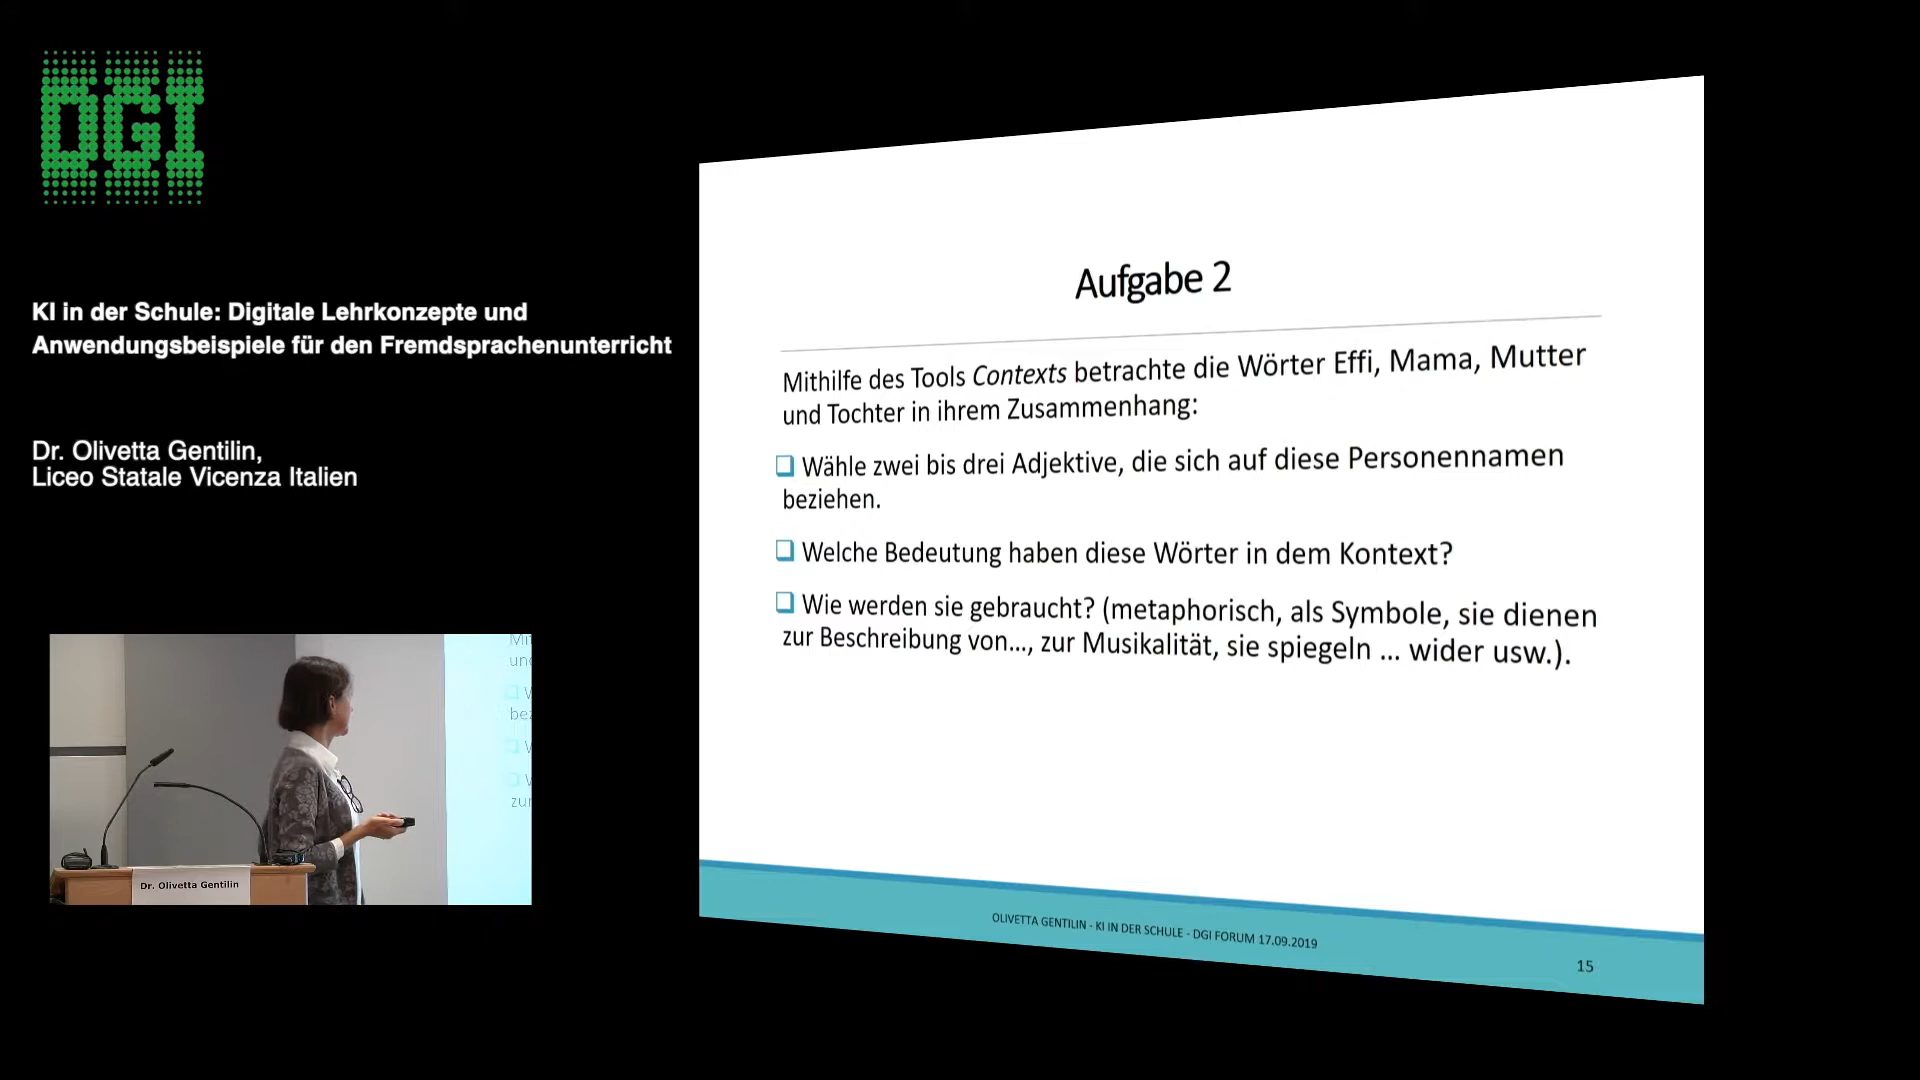 DGI
KI in der Schule: Digitale Lehrkonzepte und
Anwendungsbeispiele für den Fremdsprachenunterricht
Dr. Olivetta Gentilin,
Liceo Statale Vicenza Italien
Aufgabe 2
Mithilfe des Tools Contexts betrachte die Wörter Effi, Mama, Mutter
und Tochter in ihrem Zusammenhang:
Wähle zwei bis drei Adjektive, die sich auf diese Personennamen
beziehen.
Welche Bedeutung haben diese Wörter in dem Kontext?
Wie werden sie gebraucht? (metaphorisch, als Symbole, sie dienen
zur Beschreibung von..., zur Musikalität, sie spiegeln ... wider usw.).
OLIVETTA GENTILIN - KI IN DER SCHULE - DGI FORUM 17.09.2019
15
Dr. Olivetta Gentilin